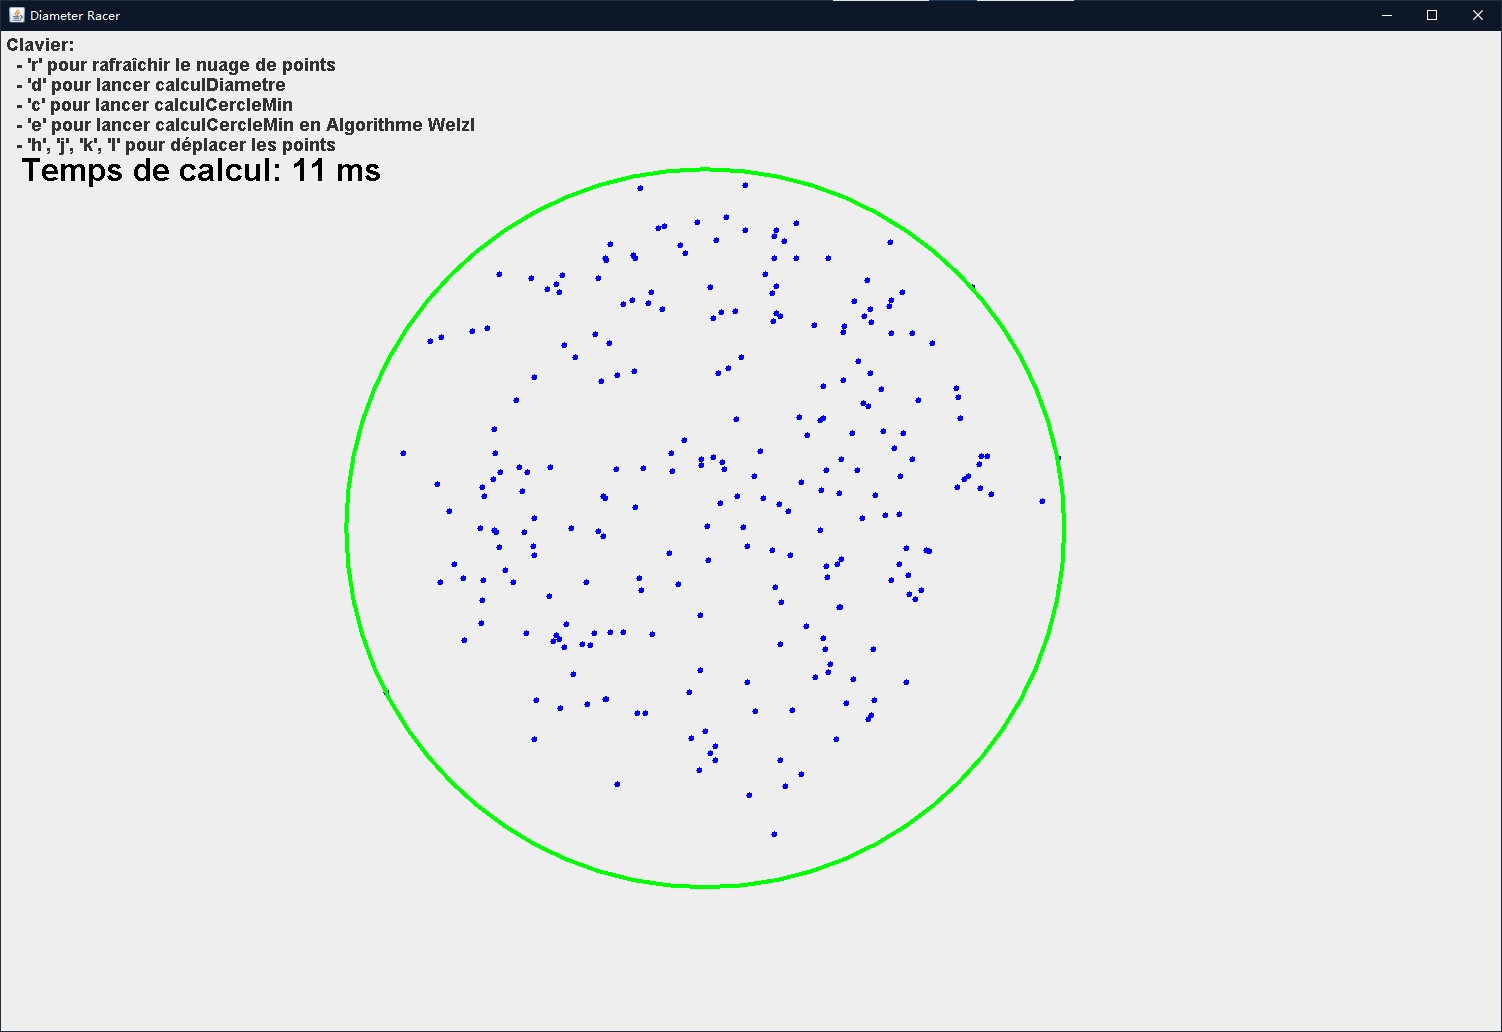 Diameter Racer
Clavier:
- 'r' pour rafraîchir le nuage de points
- 'd' pour lancer calculDiametre
- 'c' pour lancer calculCercleMin
- 'e' pour lancer calculCercleMin en Algorithme Welzl
- 'h', 'j', 'k', 'l' pour déplacer les points
Temps de calcul: 11 ms